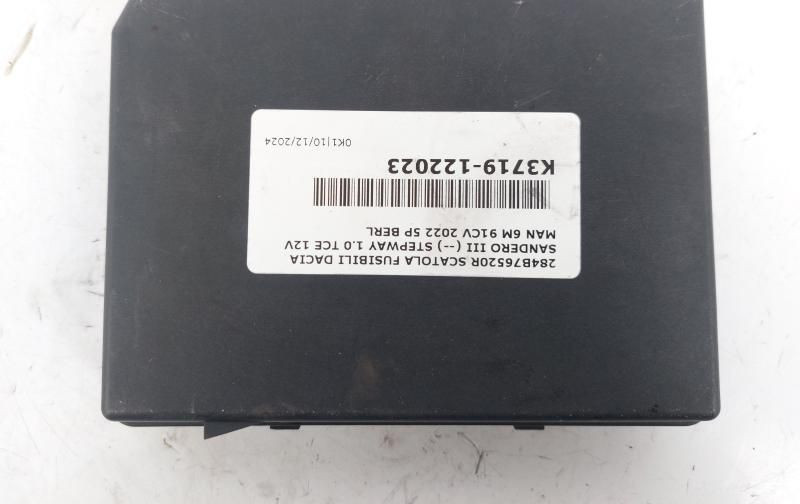 284B76520R SCATOLA FUSIBILI DACIA
SANDERO III (--) STEPWAY 1.0 TCE 12V
MAN 6M 91CV 2022 5P BERL
K3719-122023
0K1|10/12/2024